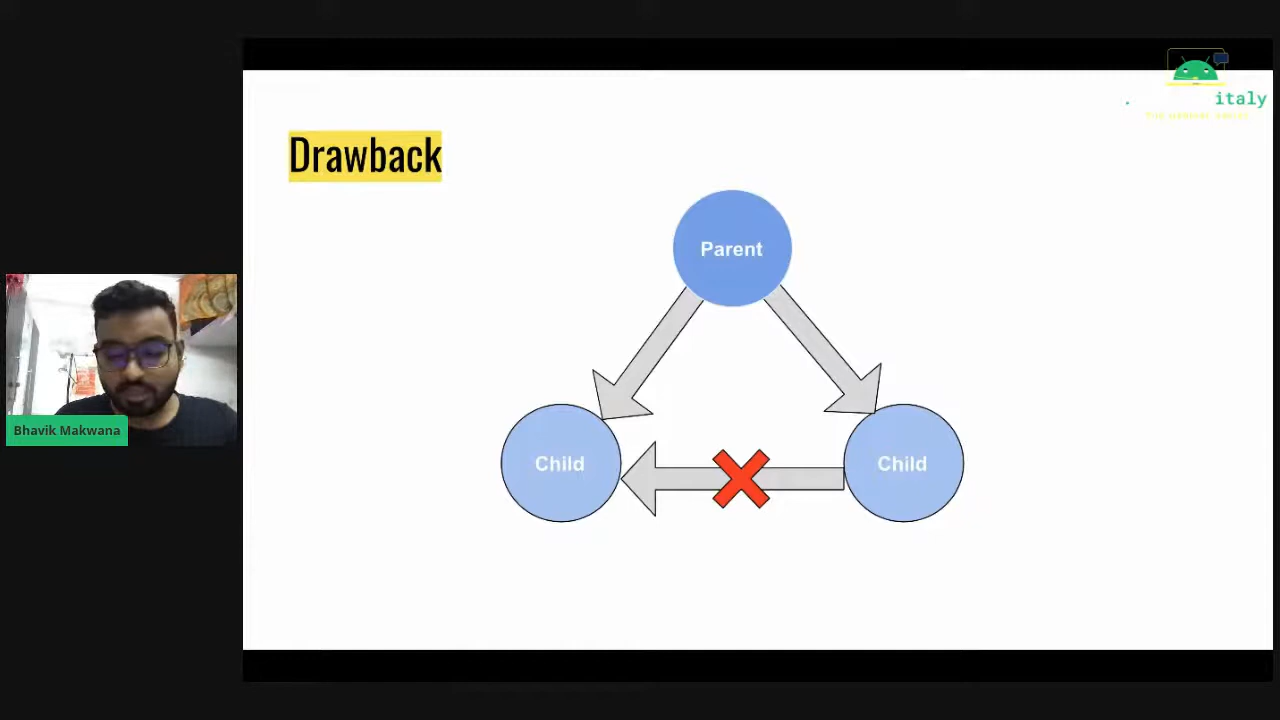 . italy
Drawback
Parent
Child
Child
Bhavik Makwana